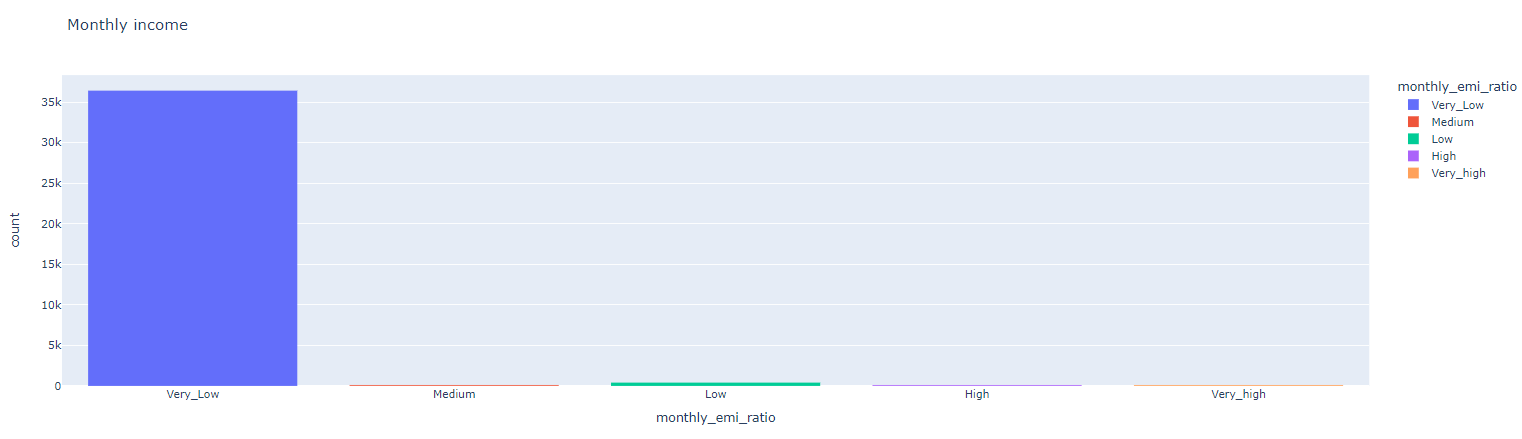 Monthly income
monthly_emi_ratio
Very_Low
Medium
Low
High
Very_high
count
35k
30k
25k
20k
15k
10k
5k
0
Very_Low Medium Low High Very_high
monthly_emi_ratio